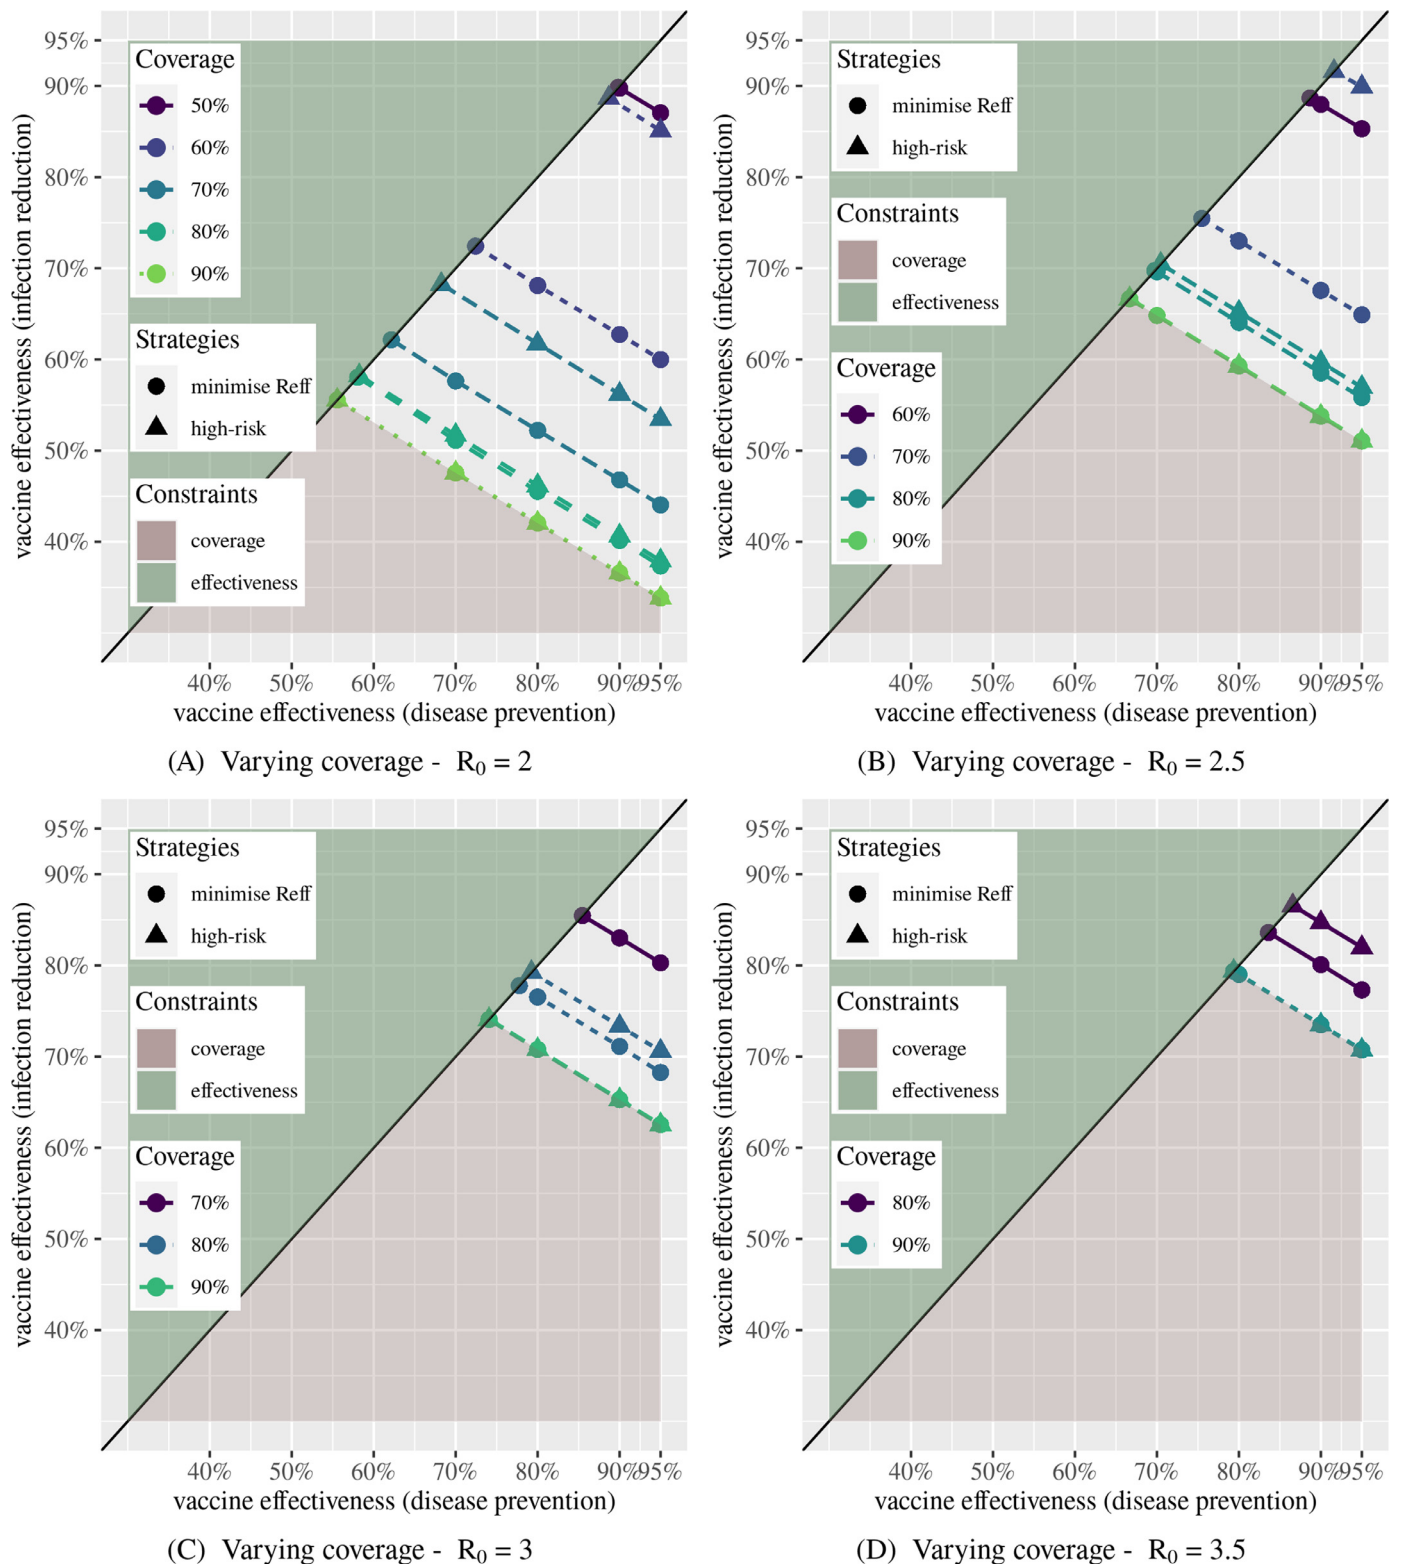 95%
90%
80%
70%
60%
50%
40%
vaccine effectiveness (infection reduction)
Coverage
50%
60%
70%
80%
90%
Strategies
minimise Reff
high-risk
Constraints
coverage
effectiveness
40% 50% 60% 70% 80% 90% 95%
vaccine effectiveness (disease prevention)
(A) Varying coverage - R₀ = 2
vaccine effectiveness (infection reduction)
95%
90%
80%
70%
60%
50%
40%
Strategies
minimise Reff
high-risk
Constraints
coverage
effectiveness
Coverage
60%
70%
80%
90%
40% 50% 60% 70% 80% 90% 95%
vaccine effectiveness (disease prevention)
(B) Varying coverage - R₀ = 2.5
vaccine effectiveness (infection reduction)
95%
90%
80%
70%
60%
50%
40%
Strategies
minimise Reff
high-risk
Constraints
coverage
effectiveness
Coverage
70%
80%
90%
40% 50% 60% 70% 80% 90% 95%
vaccine effectiveness (disease prevention)
(C) Varying coverage - R₀ = 3
vaccine effectiveness (infection reduction)
95%
90%
80%
70%
60%
50%
40%
Strategies
minimise Reff
high-risk
Constraints
coverage
effectiveness
Coverage
80%
90%
40% 50% 60% 70% 80% 90% 95%
vaccine effectiveness (disease prevention)
(D) Varying coverage - R₀ = 3.5